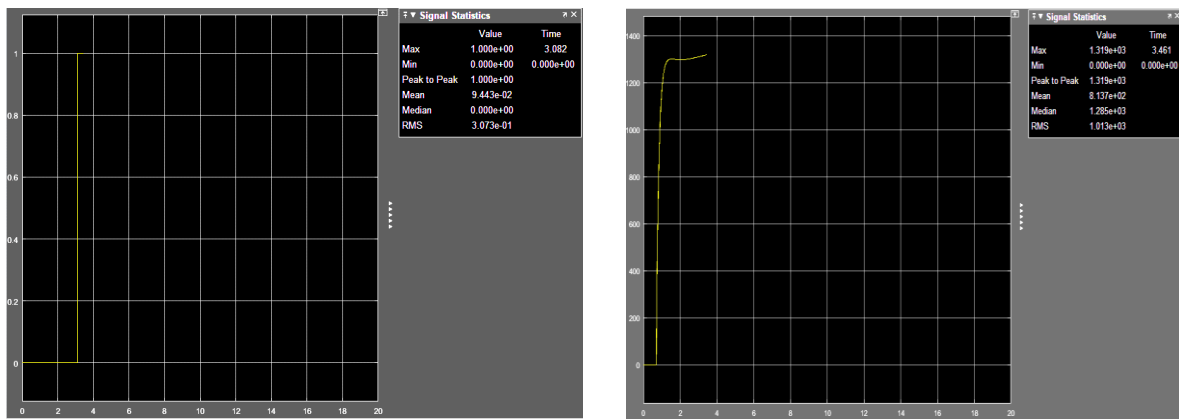 Signal Statistics
Value Time
Max 1.000e+00 3.082
Min 0.000e+00 0.000e+00
Peak to Peak 1.000e+00
Mean 9.443e-02
Median 0.000e+00
RMS 3.073e-01
1
0.8
0.6
0.4
0.2
0
0 2 4 6 8 10 12 14 16 18 20
Signal Statistics
Value Time
Max 1.319e+03 3.461
Min 0.000e+00 0.000e+00
Peak to Peak 1.319e+03
Mean 8.137e+02
Median 1.285e+03
RMS 1.013e+03
1400
1200
1000
800
600
400
200
0
0 2 4 6 8 10 12 14 16 18 20